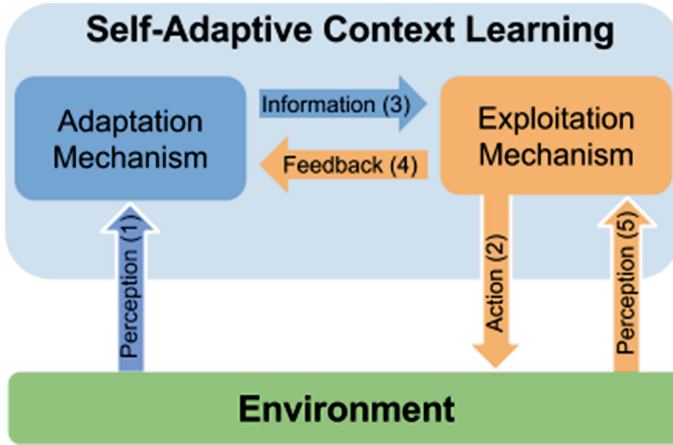 Self-Adaptive Context Learning
Adaptation
Mechanism
Information (3)
Feedback (4)
Exploitation
Mechanism
Perception (1)
Action (2)
Perception (5)
Environment